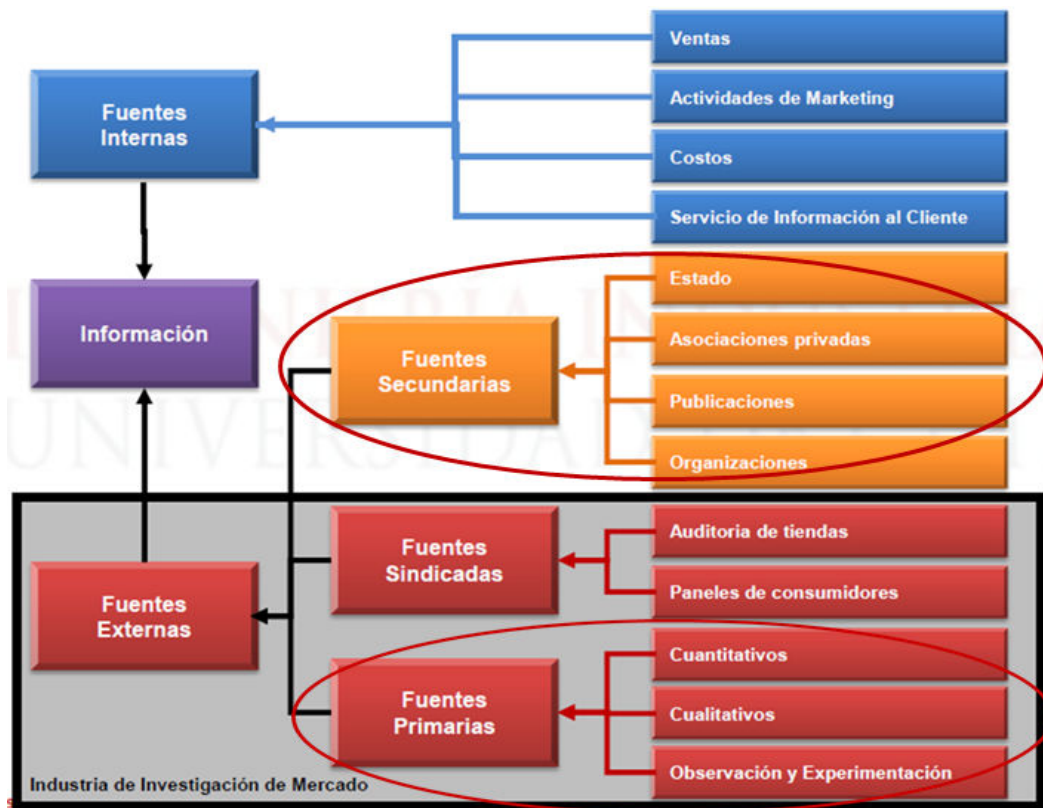 Ventas
Fuentes
Internas
Actividades de Marketing
Costos
Servicio de Información al Cliente
Información
Fuentes
Secundarias
Estado
Asociaciones privadas
Publicaciones
Organizaciones
Fuentes
Externas
Fuentes
Sindicadas
Auditoria de tiendas
Paneles de consumidores
Fuentes
Primarias
Cuantitativos
Cualitativos
Observación y Experimentación
Industria de Investigación de Mercado
UNIVERSIDAD